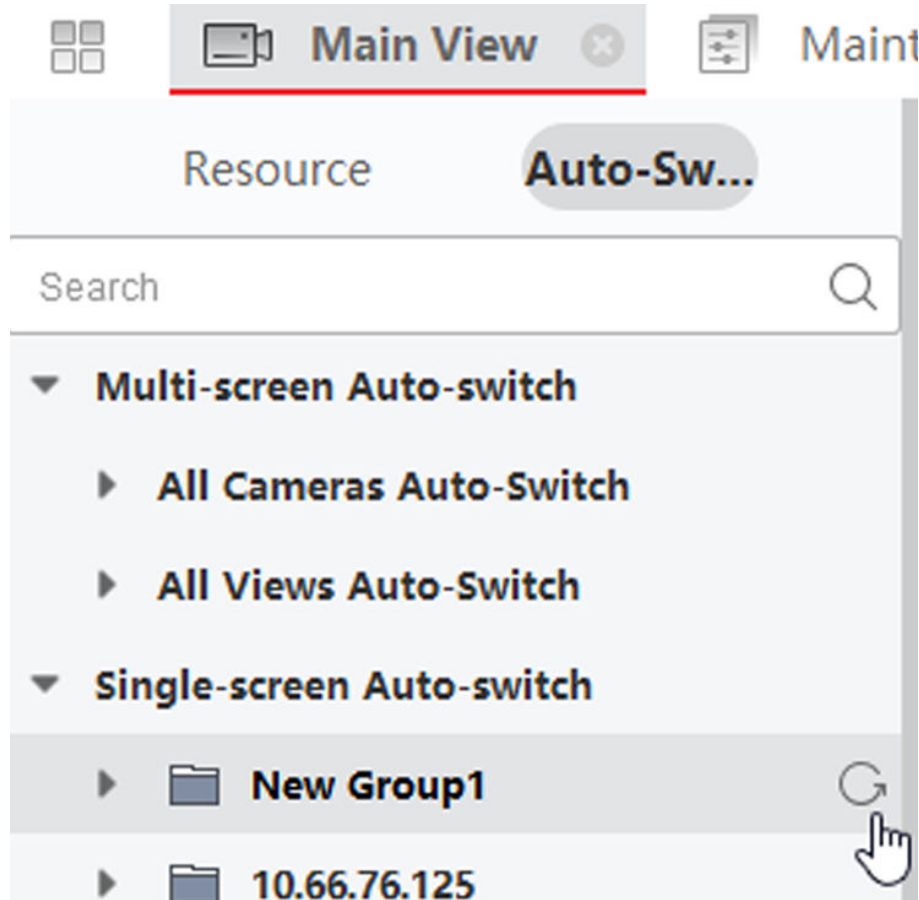 Main View Maint
Resource Auto-Sw...
Search
Multi-screen Auto-switch
All Cameras Auto-Switch
All Views Auto-Switch
Single-screen Auto-switch
New Group1
10.66.76.125